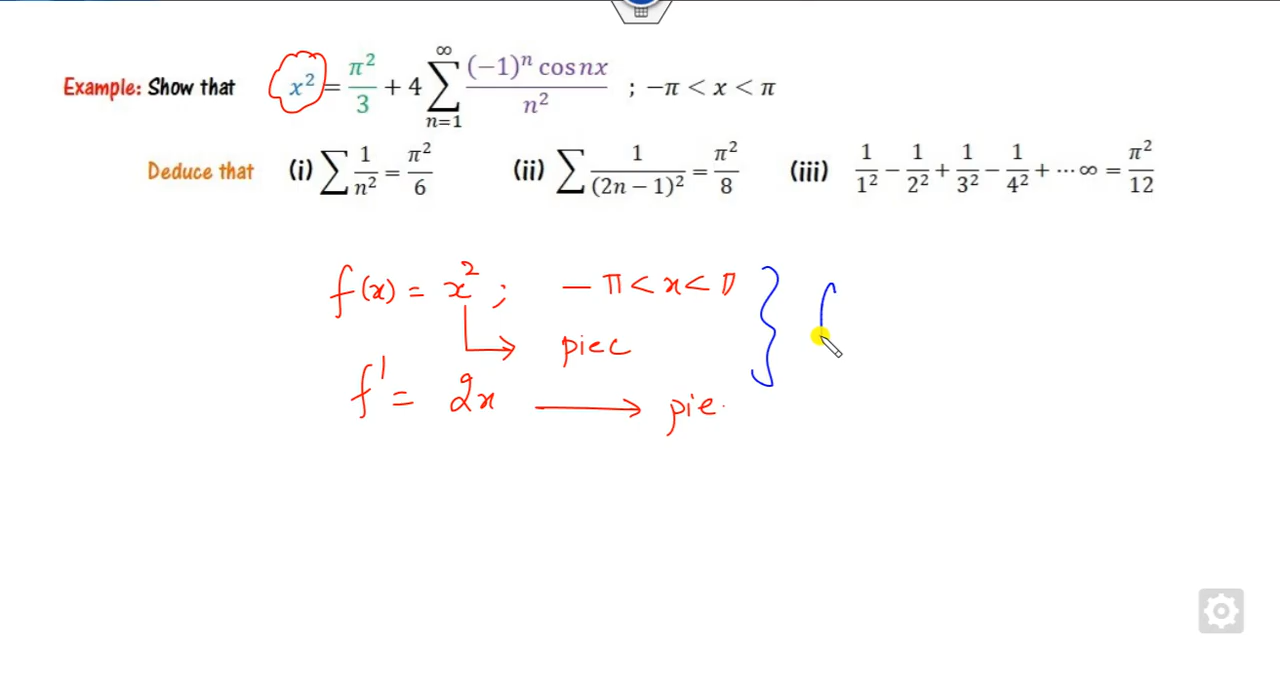 Example: Show that x² = π²/3 + 4 ∑_{n=1}^{∞} (-1)ⁿ cos nx / n² ; −π < x < π
Deduce that (i) ∑ 1/n² = π²/6 (ii) ∑ 1/(2n − 1)² = π²/8 (iii) 1/1² − 1/2² + 1/3² − 1/4² + ⋯ ∞ = π²/12
f(x) = x² ; − π < x < π
piec
f' = 2x → pie.